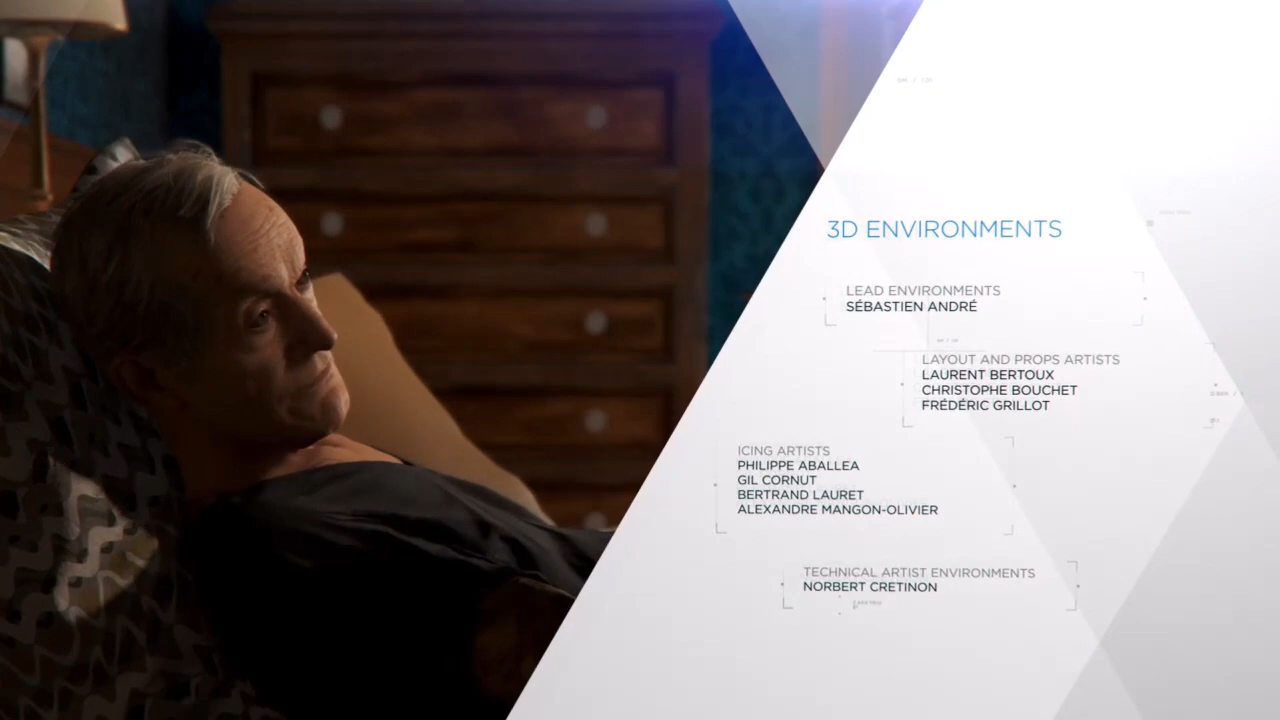 3D ENVIRONMENTS
LEAD ENVIRONMENTS
SÉBASTIEN ANDRÉ
LAYOUT AND PROPS ARTISTS
LAURENT BERTOUX
CHRISTOPHE BOUCHET
FRÉDÉRIC GRILLOT
ICING ARTISTS
PHILIPPE ABALLEA
GIL CORNUT
BERTRAND LAURET
ALEXANDRE MANGON-OLIVIER
TECHNICAL ARTIST ENVIRONMENTS
NORBERT CRETINON